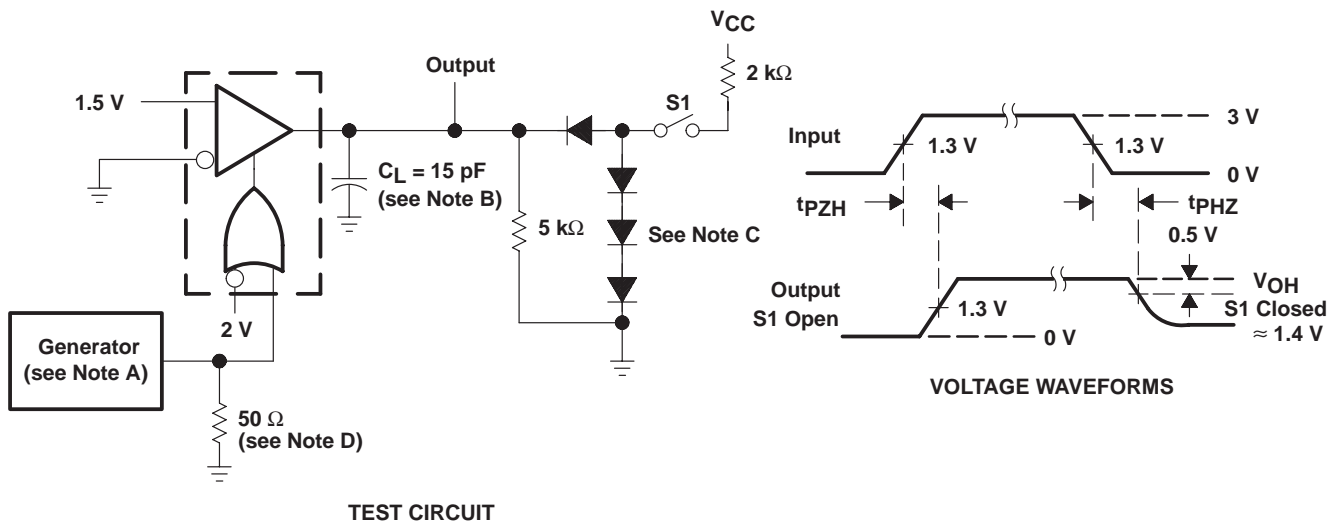 VCC
2 kΩ
Output
S1
1.5 V
CL = 15 pF
(see Note B)
5 kΩ
See Note C
2 V
Generator
(see Note A)
50 Ω
(see Note D)
TEST CIRCUIT
Input
3 V
1.3 V
1.3 V
0 V
tPZH
tPHZ
0.5 V
Output
S1 Open
1.3 V
0 V
VOH
S1 Closed
≈ 1.4 V
VOLTAGE WAVEFORMS